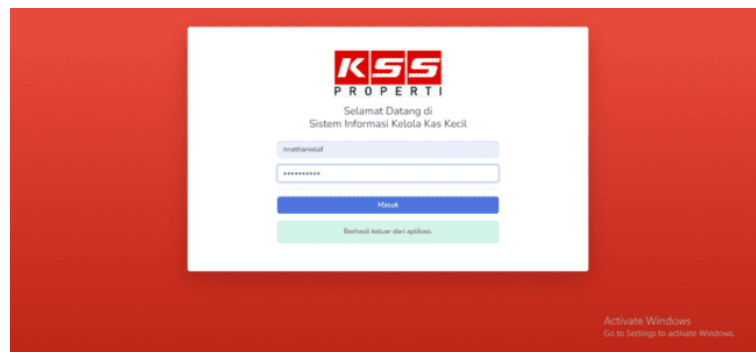 KSS
PROPERTI
Selamat Datang di
Sistem Informasi Kelola Kas Kecil
nnathanielaf
**********
Masuk
Berhasil keluar dari aplikasi.
Activate Windows
Go to Settings to activate Windows.